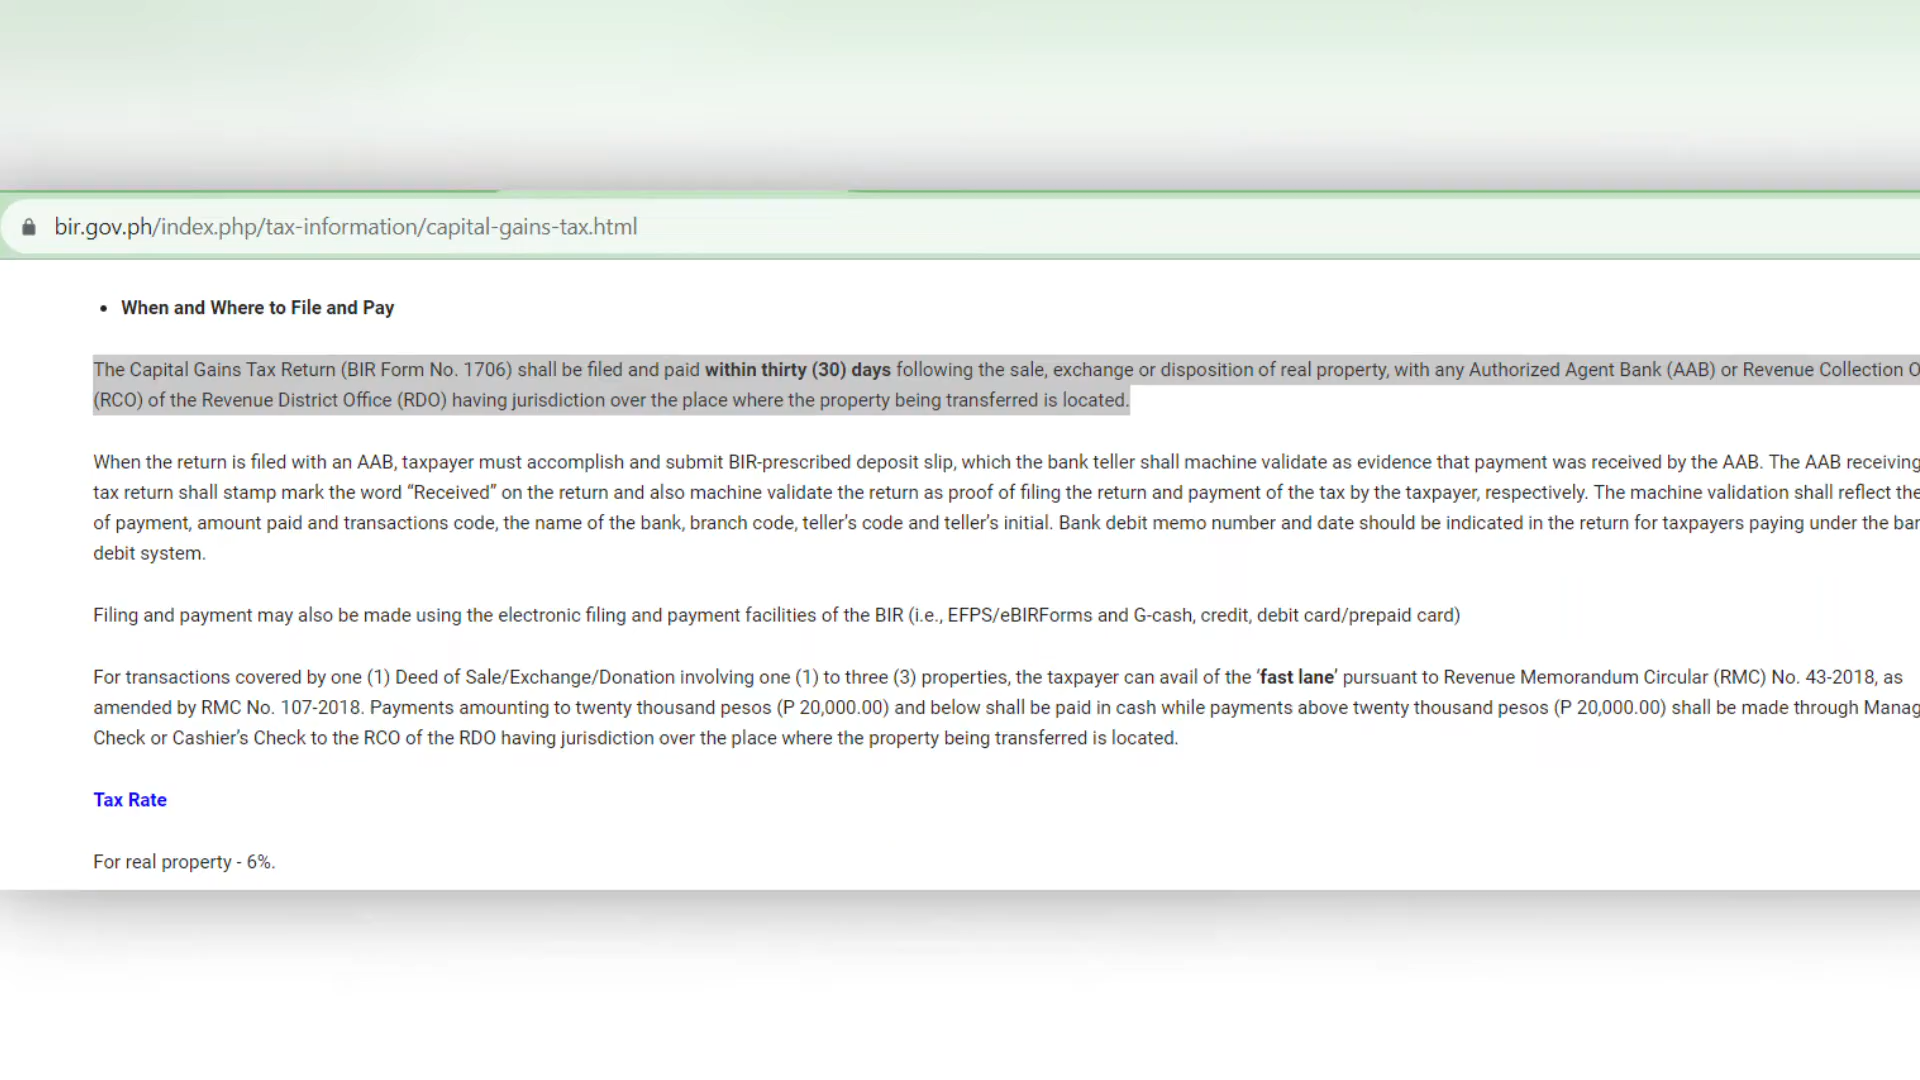 bir.gov.ph/index.php/tax-information/capital-gains-tax.html
• When and Where to File and Pay
The Capital Gains Tax Return (BIR Form No. 1706) shall be filed and paid within thirty (30) days following the sale, exchange or disposition of real property, with any Authorized Agent Bank (AAB) or Revenue Collection O
(RCO) of the Revenue District Office (RDO) having jurisdiction over the place where the property being transferred is located.
When the return is filed with an AAB, taxpayer must accomplish and submit BIR-prescribed deposit slip, which the bank teller shall machine validate as evidence that payment was received by the AAB. The AAB receiving
tax return shall stamp mark the word “Received” on the return and also machine validate the return as proof of filing the return and payment of the tax by the taxpayer, respectively. The machine validation shall reflect the
of payment, amount paid and transactions code, the name of the bank, branch code, teller’s code and teller’s initial. Bank debit memo number and date should be indicated in the return for taxpayers paying under the ban
debit system.
Filing and payment may also be made using the electronic filing and payment facilities of the BIR (i.e., EFPS/eBIRForms and G-cash, credit, debit card/prepaid card)
For transactions covered by one (1) Deed of Sale/Exchange/Donation involving one (1) to three (3) properties, the taxpayer can avail of the ‘fast lane’ pursuant to Revenue Memorandum Circular (RMC) No. 43-2018, as
amended by RMC No. 107-2018. Payments amounting to twenty thousand pesos (P 20,000.00) and below shall be paid in cash while payments above twenty thousand pesos (P 20,000.00) shall be made through Manag
Check or Cashier’s Check to the RCO of the RDO having jurisdiction over the place where the property being transferred is located.
Tax Rate
For real property - 6%.